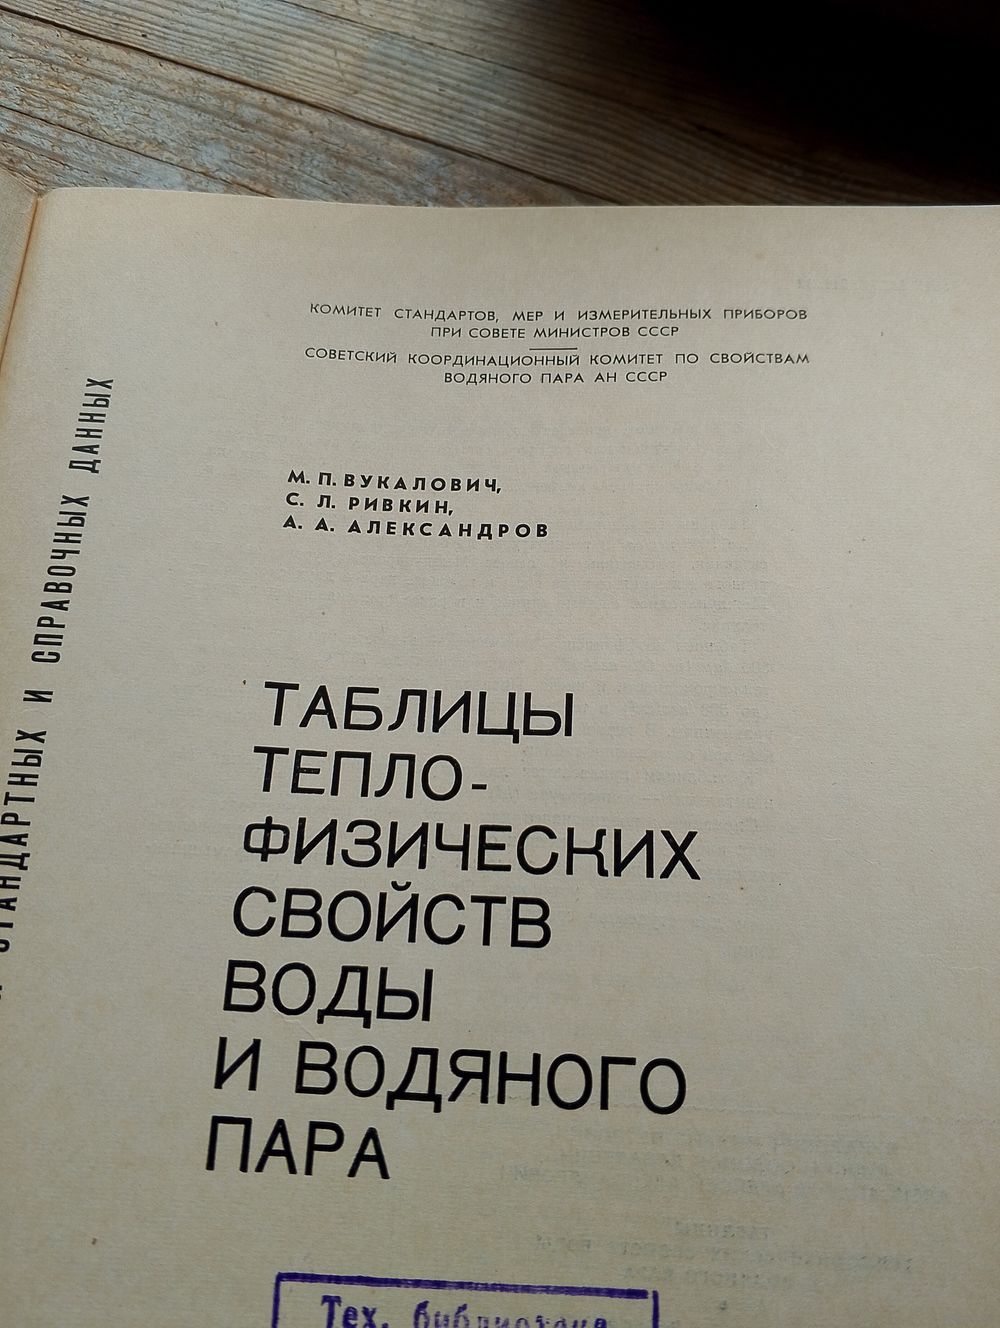 КОМИТЕТ СТАНДАРТОВ, МЕР И ИЗМЕРИТЕЛЬНЫХ ПРИБОРОВ
ПРИ СОВЕТЕ МИНИСТРОВ СССР
СОВЕТСКИЙ КООРДИНАЦИОННЫЙ КОМИТЕТ ПО СВОЙСТВАМ
ВОДЯНОГО ПАРА АН СССР
СТАНДАРТНЫХ И СПРАВОЧНЫХ ДАННЫХ
М. П. ВУКАЛОВИЧ,
С. Л. РИВКИН,
А. А. АЛЕКСАНДРОВ
ТАБЛИЦЫ
ТЕПЛО-
ФИЗИЧЕСКИХ
СВОЙСТВ
ВОДЫ
И ВОДЯНОГО
ПАРА
Тех. библиотека